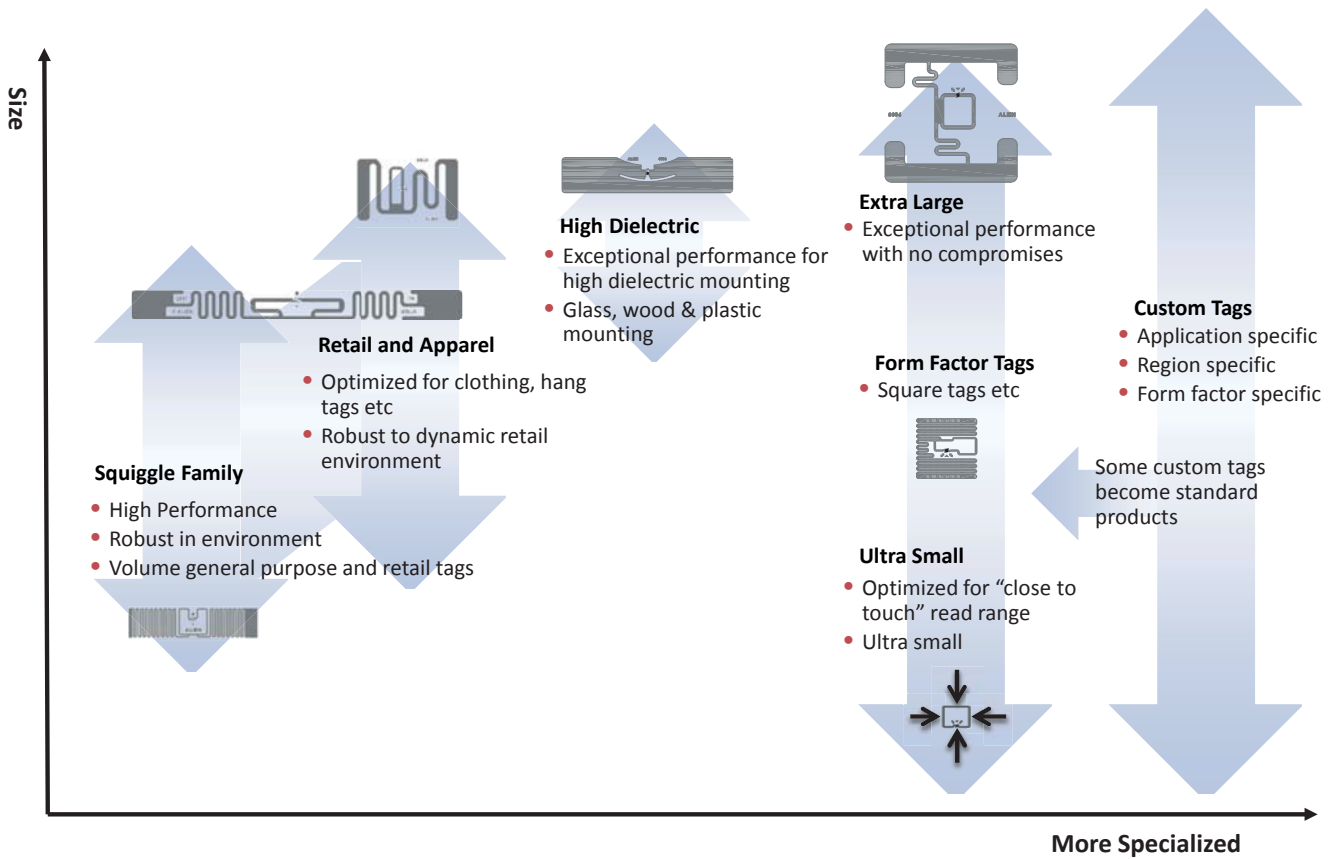 Size
Extra Large
• Exceptional performance
with no compromises
High Dielectric
• Exceptional performance for
high dielectric mounting
• Glass, wood & plastic
mounting
Custom Tags
• Application specific
• Region specific
• Form factor specific
Retail and Apparel
• Optimized for clothing, hang
tags etc
• Robust to dynamic retail
environment
Form Factor Tags
• Square tags etc
Squiggle Family
• High Performance
• Robust in environment
• Volume general purpose and retail tags
Some custom tags
become standard
products
Ultra Small
• Optimized for “close to
touch” read range
• Ultra small
More Specialized
ALIEN